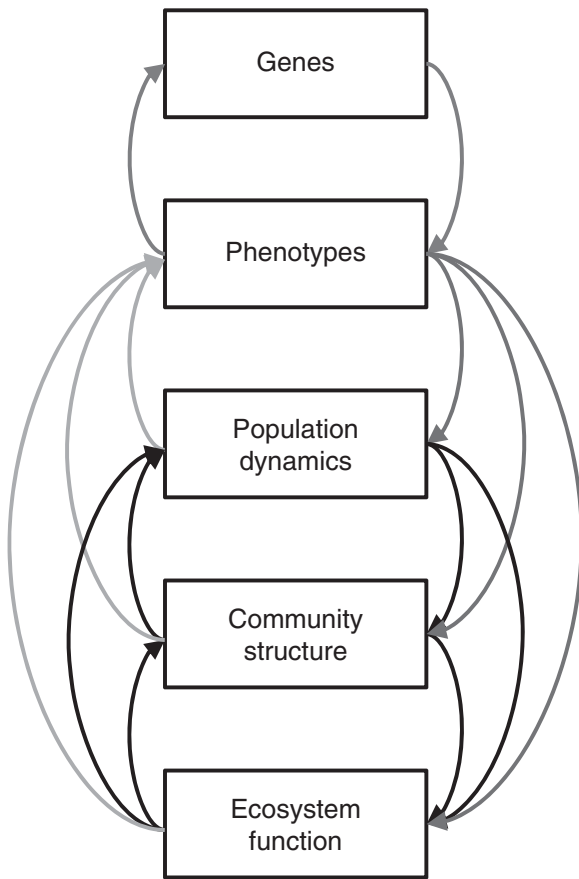 Genes
Phenotypes
Population
dynamics
Community
structure
Ecosystem
function